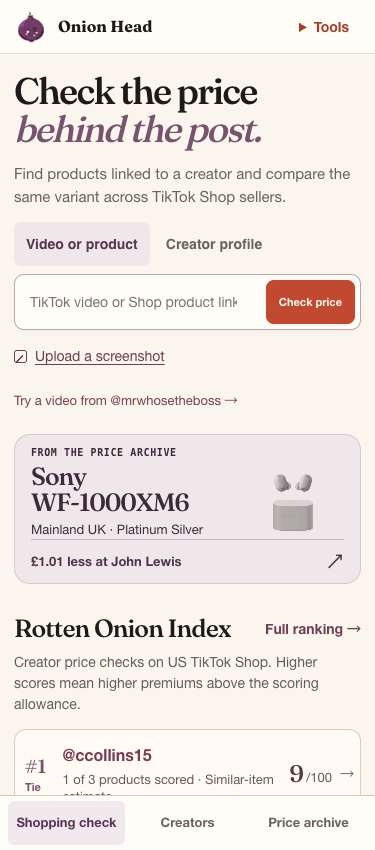 Onion Head
▶ Tools
Check the price
behind the post.
Find products linked to a creator and compare the
same variant across TikTok Shop sellers.
Video or product
Creator profile
TikTok video or Shop product link
Check price
Upload a screenshot
Try a video from @mrwhosetheboss →
FROM THE PRICE ARCHIVE
Sony
WF-1000XM6
Mainland UK · Platinum Silver
£1.01 less at John Lewis
Rotten Onion Index
Full ranking →
Creator price checks on US TikTok Shop. Higher
scores mean higher premiums above the scoring
allowance.
#1
Tie
@ccollins15
1 of 3 products scored · Similar-item
estimate
9/100 →
Shopping check
Creators
Price archive